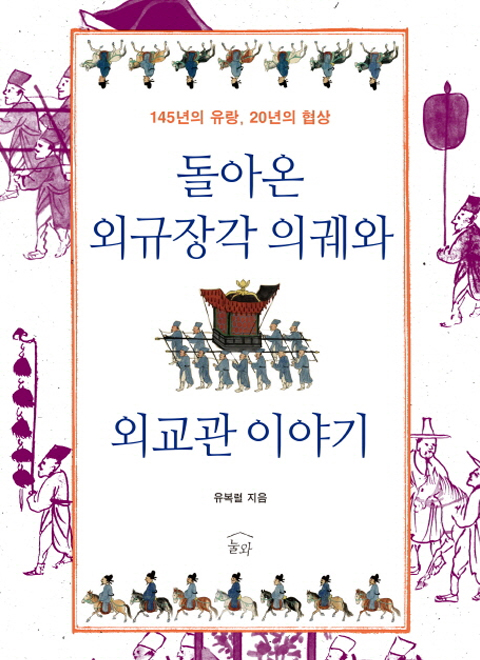 145년의 유랑, 20년의 협상
돌아온
외규장각 의궤와
외교관 이야기
유복렬 지음
눌와